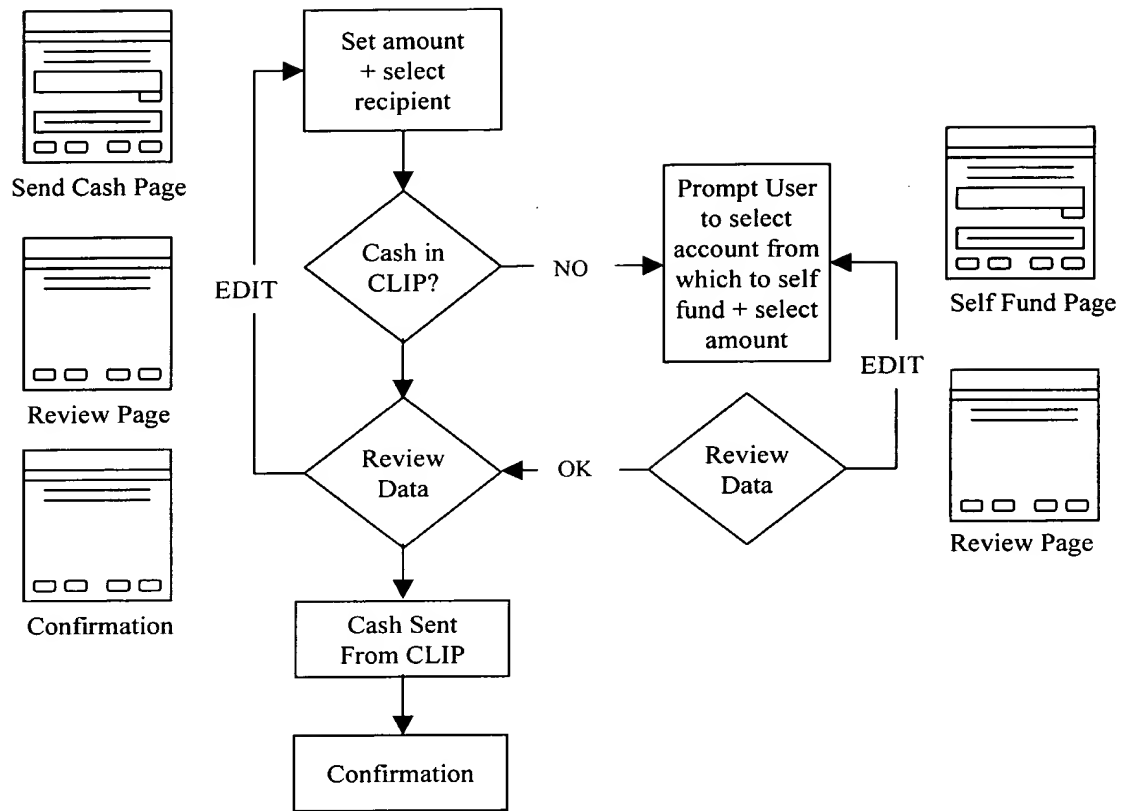 Set amount
+ select
recipient
Send Cash Page
Cash in
CLIP?
NO
EDIT
Prompt User
to select
account from
which to self
fund + select
amount
Self Fund Page
EDIT
Review Page
Review
Data
OK
Review
Data
Review Page
Confirmation
Cash Sent
From CLIP
Confirmation